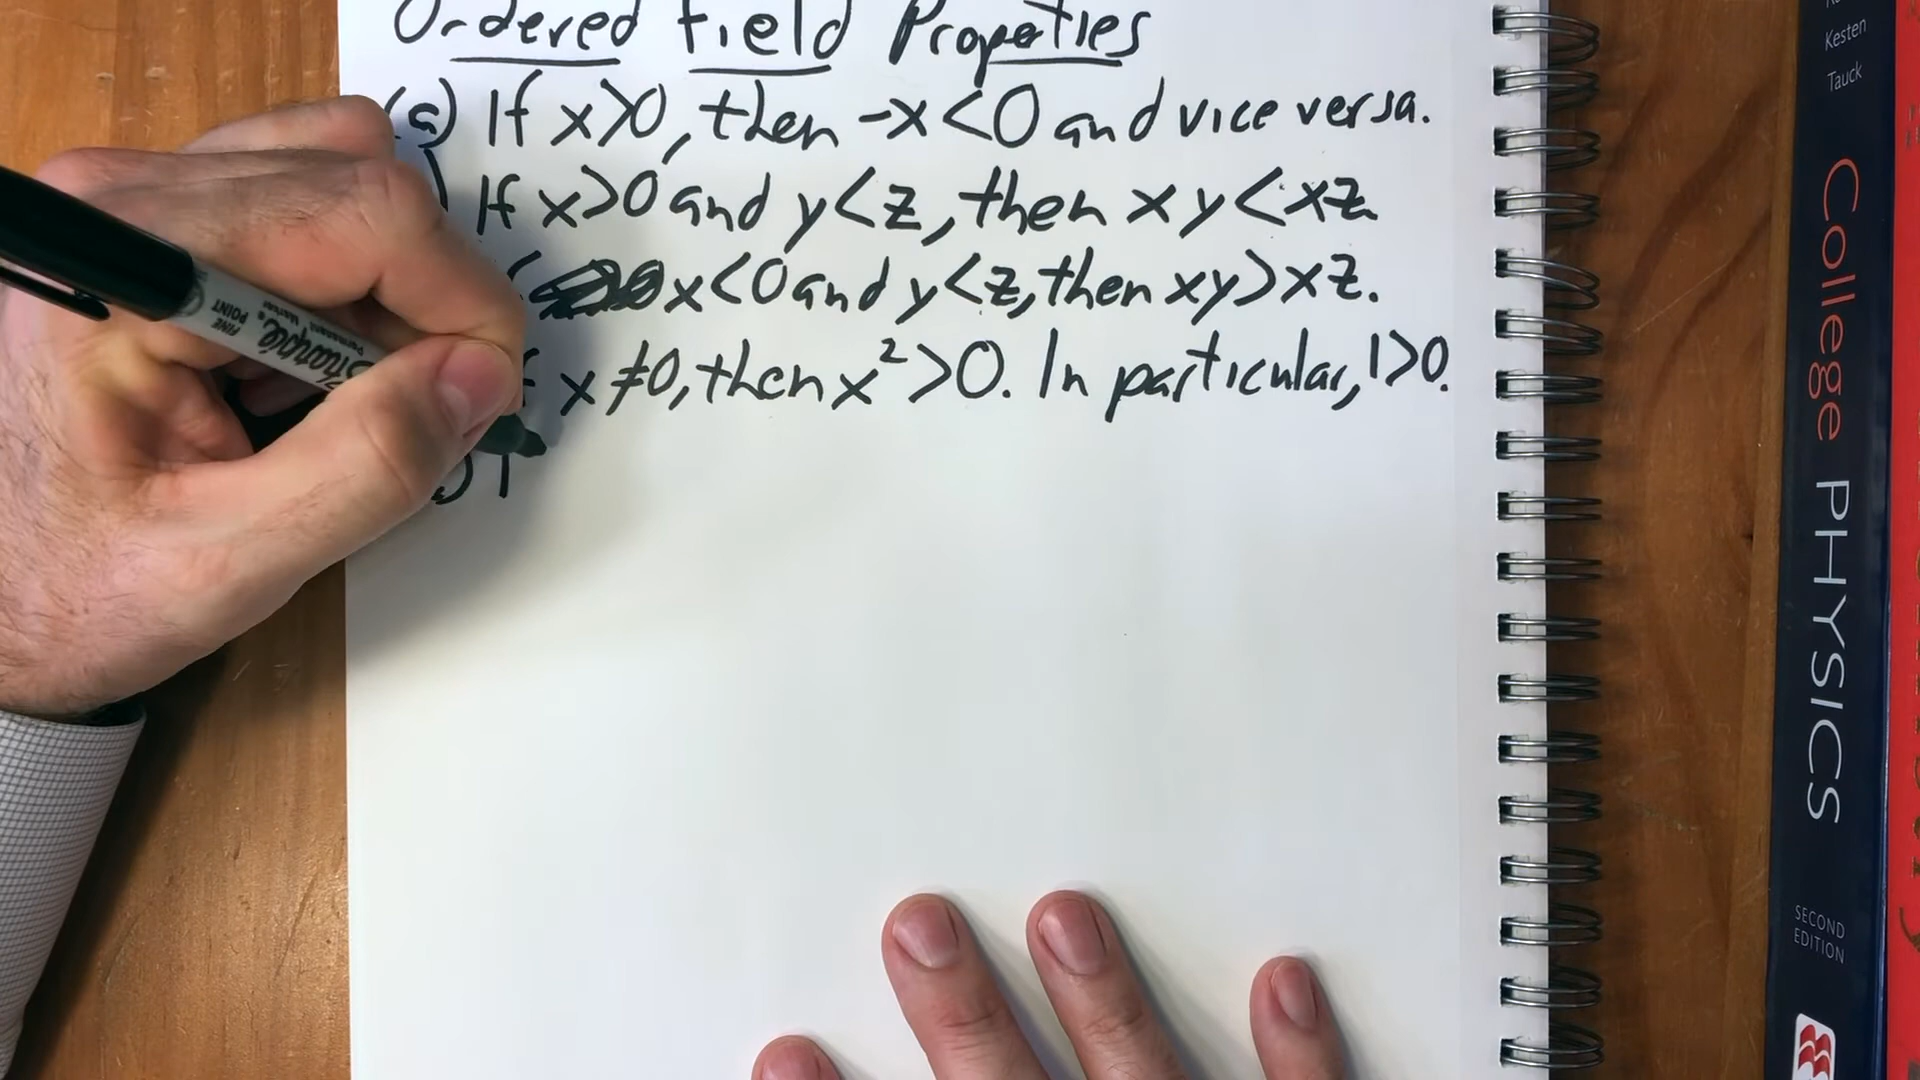 Ordered Field Properties
(a) If x>0, then -x<0 and vice versa.
) If x>0 and y<z, then xy<xz
x<0 and y<z, then xy>xz.
x≠0, then x²>0. In particular, 1>0.
) I
FINE POINT
Sharpie
Kesten
Tauck
College PHYSICS
SECOND EDITION